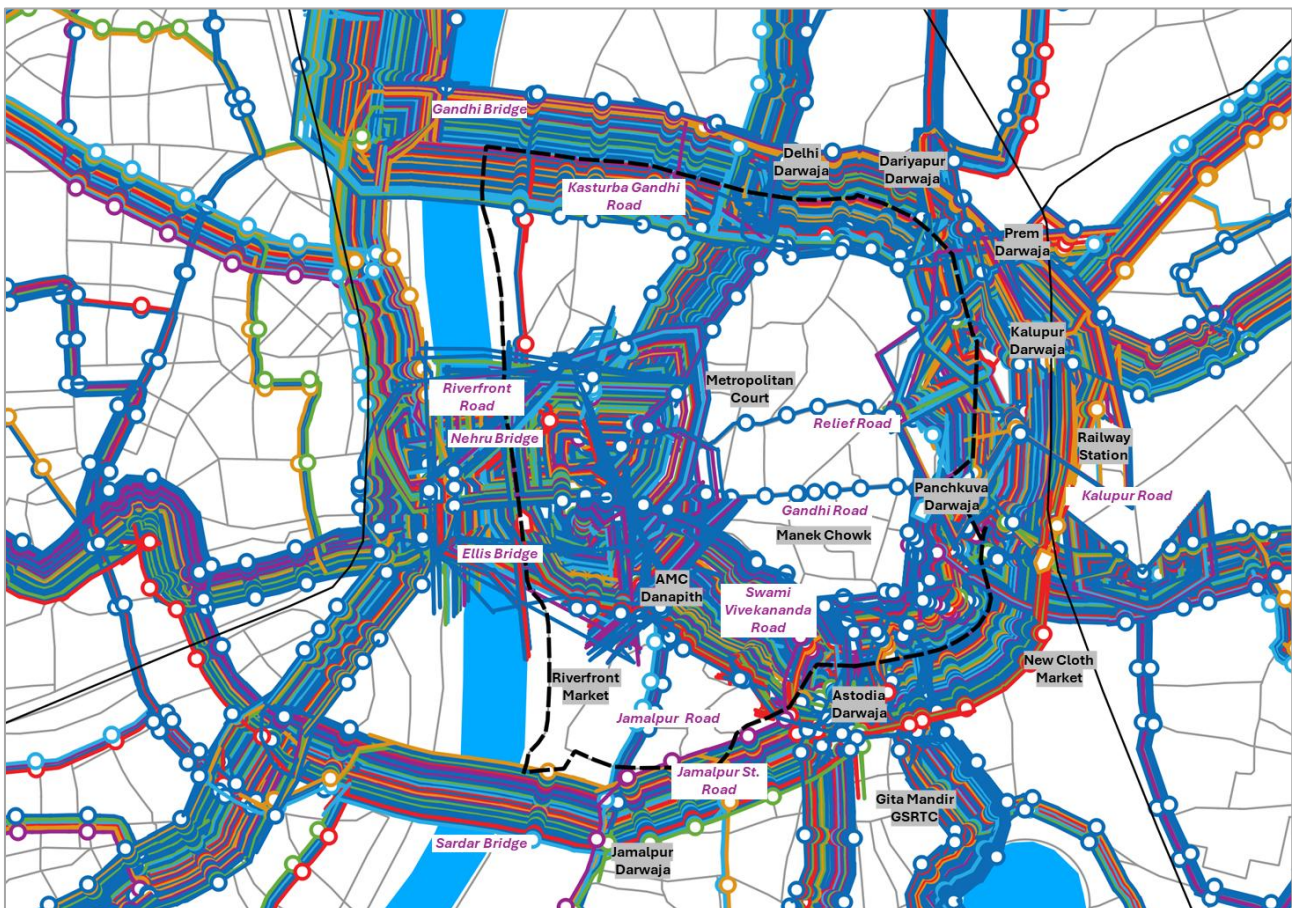 Gandhi Bridge
Delhi
Darwaja
Dariyapur
Darwaja
Kasturba Gandhi
Road
Prem
Darwaja
Kalupur
Darwaja
Riverfront
Road
Metropolitan
Court
Relief Road
Nehru Bridge
Railway
Station
Panchkuva
Darwaja
Kalupur Road
Gandhi Road
Manek Chowk
Ellis Bridge
AMC
Danapith
Swami
Vivekananda
Road
New Cloth
Market
Riverfront
Market
Astodia
Darwaja
Jamalpur Road
Jamalpur St.
Road
Gita Mandir
GSRTC
Sardar Bridge
Jamalpur
Darwaja